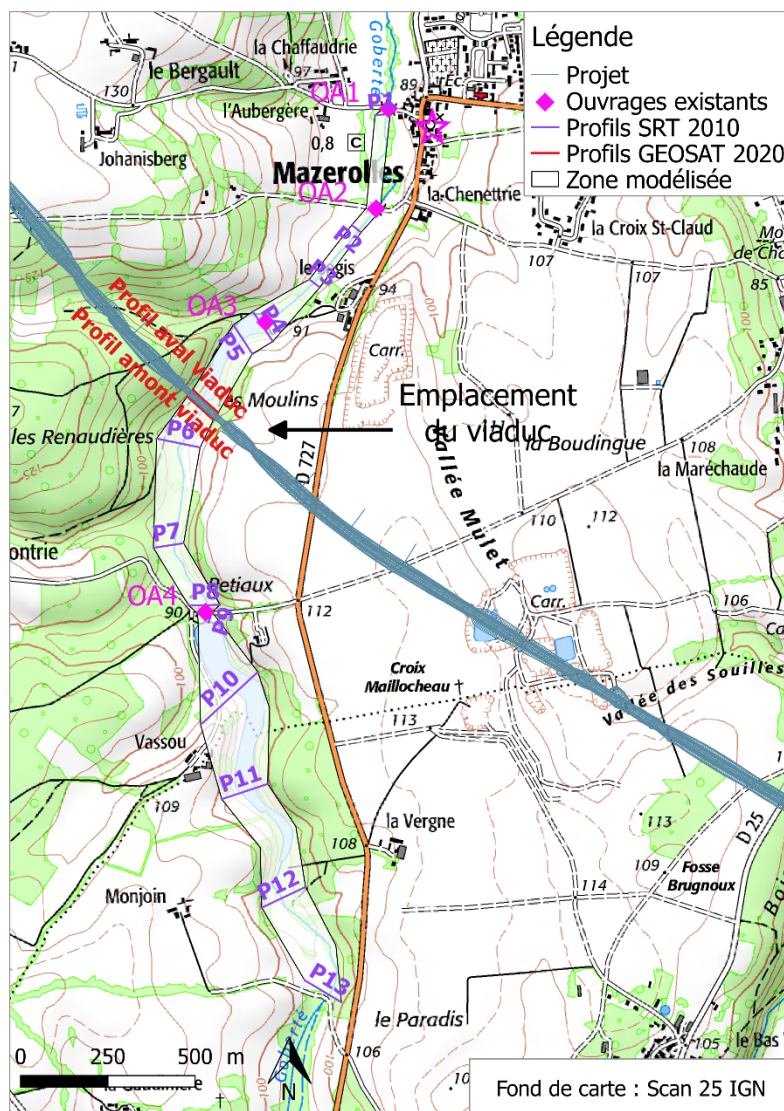 Légende
Projet
Ouvrages existants
Profils SRT 2010
Profils GEOSAT 2020
Zone modélisée
la Chaffaudrie
le Bergault
97
130
l'Aubergère
OA1
P1
89
Johanisberg
0,8
C
Mazerolles
OA2
la Chenettrie
la Croix St-Claud
107
107
85
P2
P3
94
OA3
P4
91
P5
Carr.
Profil aval viaduc
Profil amont viaduc
Emplacement
du viaduc
les Renaudières
P6
D 727
la Boudingue
108
la Maréchaude
Vallée Mulet
110
112
P7
OA4
P8
Petiaux
90
P9
112
Carr.
106
P10
Croix
Maillocheau
113
Vallée des Souilles
Vassou
P11
109
la Vergne
108
113
D 25
109
Fosse
Brugnoux
Monjoin
P12
114
P13
le Paradis
Goberté
106
105
le Bas
0 250 500 m
N
Fond de carte : Scan 25 IGN